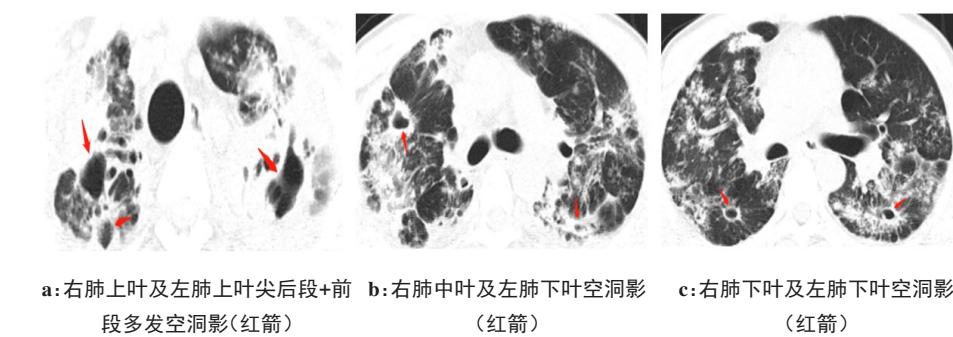 a:右肺上叶及左肺上叶尖后段+前
段多发空洞影(红箭)
b:右肺中叶及左肺下叶空洞影
(红箭)
c:右肺下叶及左肺下叶空洞影
(红箭)